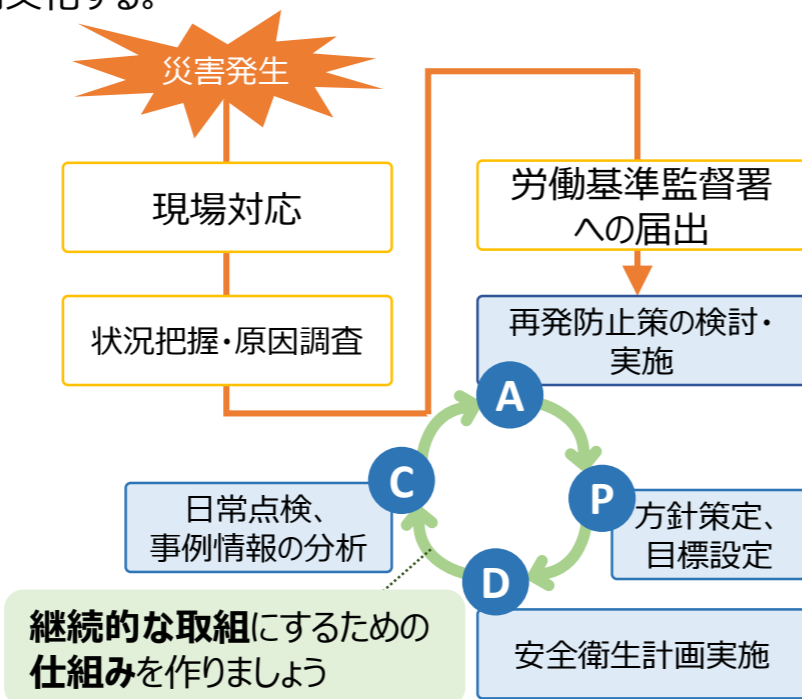 災害発生
現場対応
状況把握・原因調査
労働基準監督署
への届出
再発防止策の検討・
実施
A
P
方針策定、
目標設定
D
安全衛生計画実施
C
日常点検、
事例情報の分析
継続的な取組にするための
仕組みを作りましょう